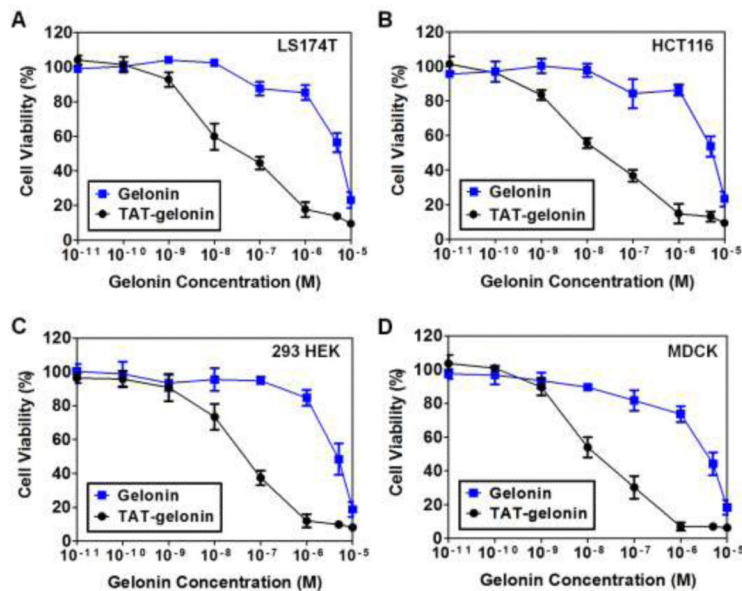 A
LS174T
120
100
80
60
40
20
0
Cell Viability (%)
Gelonin
TAT-gelonin
10-11 10-10 10-9 10-8 10-7 10-6 10-5
Gelonin Concentration (M)
B
HCT116
120
100
80
60
40
20
0
Cell Viability (%)
Gelonin
TAT-gelonin
10-11 10-10 10-9 10-8 10-7 10-6 10-5
Gelonin Concentration (M)
C
293 HEK
120
100
80
60
40
20
0
Cell Viability (%)
Gelonin
TAT-gelonin
10-11 10-10 10-9 10-8 10-7 10-6 10-5
Gelonin Concentration (M)
D
MDCK
120
100
80
60
40
20
0
Cell Viability (%)
Gelonin
TAT-gelonin
10-11 10-10 10-9 10-8 10-7 10-6 10-5
Gelonin Concentration (M)